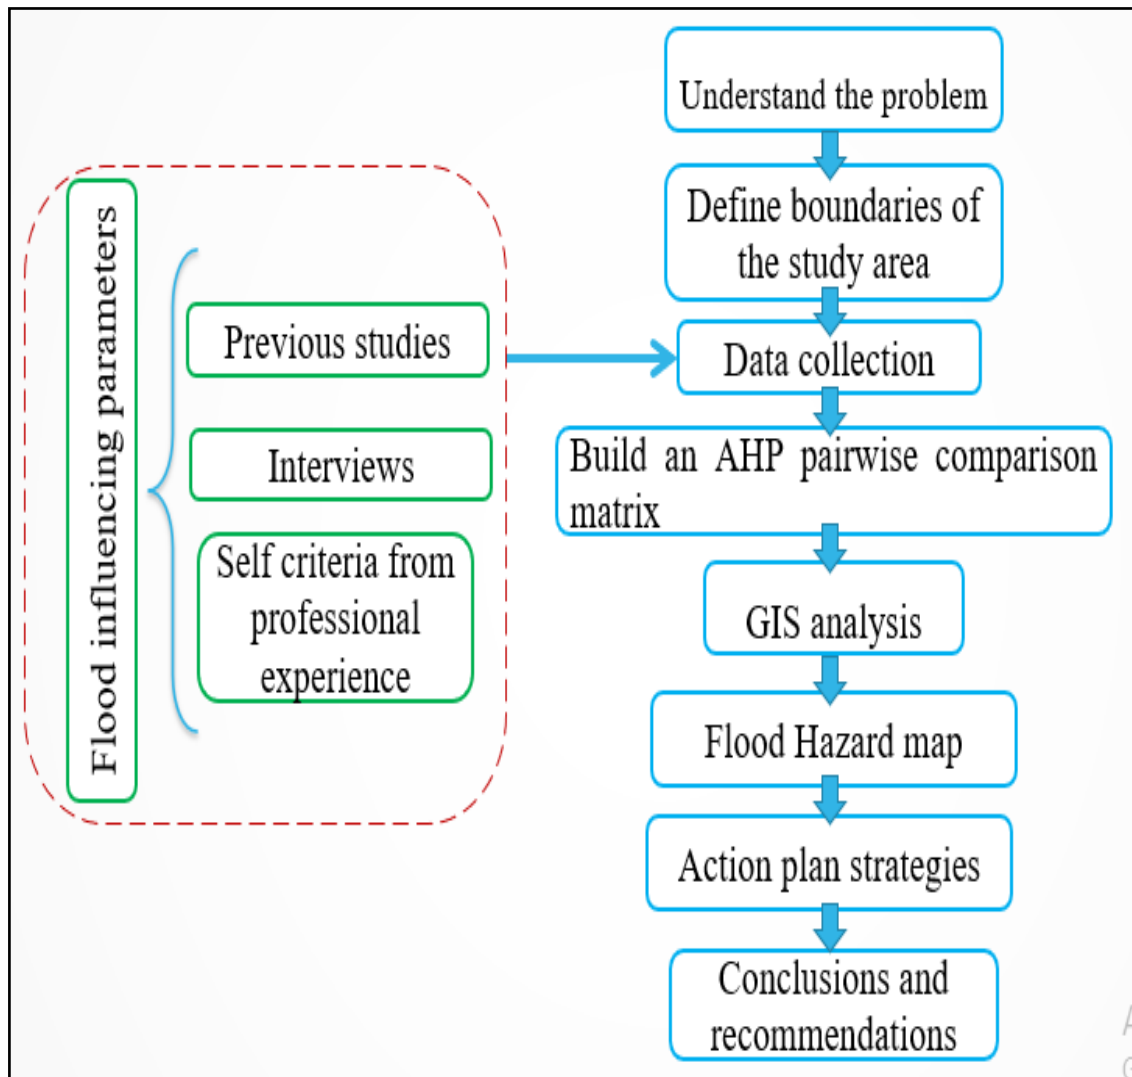 Understand the problem
Define boundaries of
the study area
Data collection
Build an AHP pairwise comparison
matrix
GIS analysis
Flood Hazard map
Action plan strategies
Conclusions and
recommendations
Flood influencing parameters
Previous studies
Interviews
Self criteria from
professional
experience